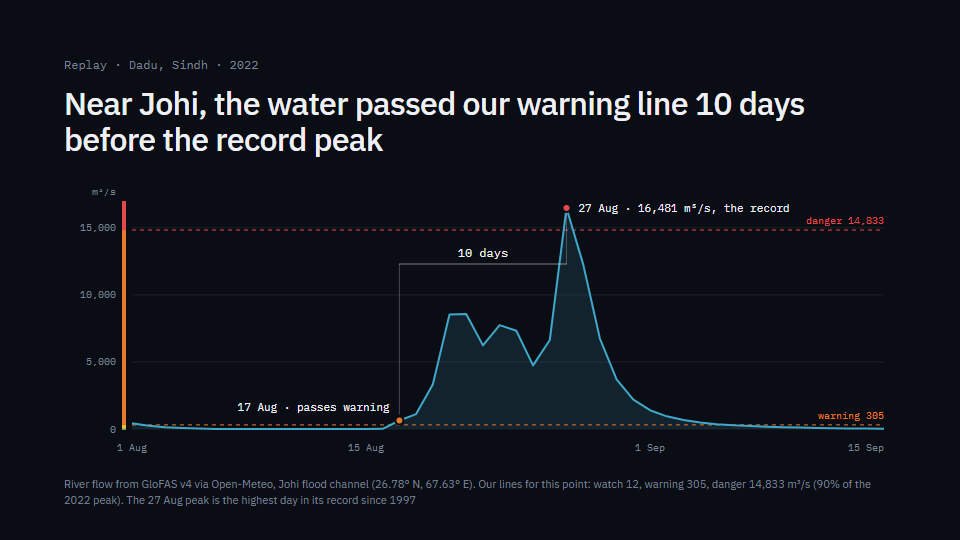 Replay · Dadu, Sindh · 2022
Near Johi, the water passed our warning line 10 days
before the record peak
m³/s
27 Aug · 16,481 m³/s, the record
danger 14,833
15,000
10 days
10,000
5,000
17 Aug · passes warning
warning 305
0
1 Aug
15 Aug
1 Sep
15 Sep
River flow from GloFAS v4 via Open-Meteo, Johi flood channel (26.78° N, 67.63° E). Our lines for this point: watch 12, warning 305, danger 14,833 m³/s (90% of the
2022 peak). The 27 Aug peak is the highest day in its record since 1997